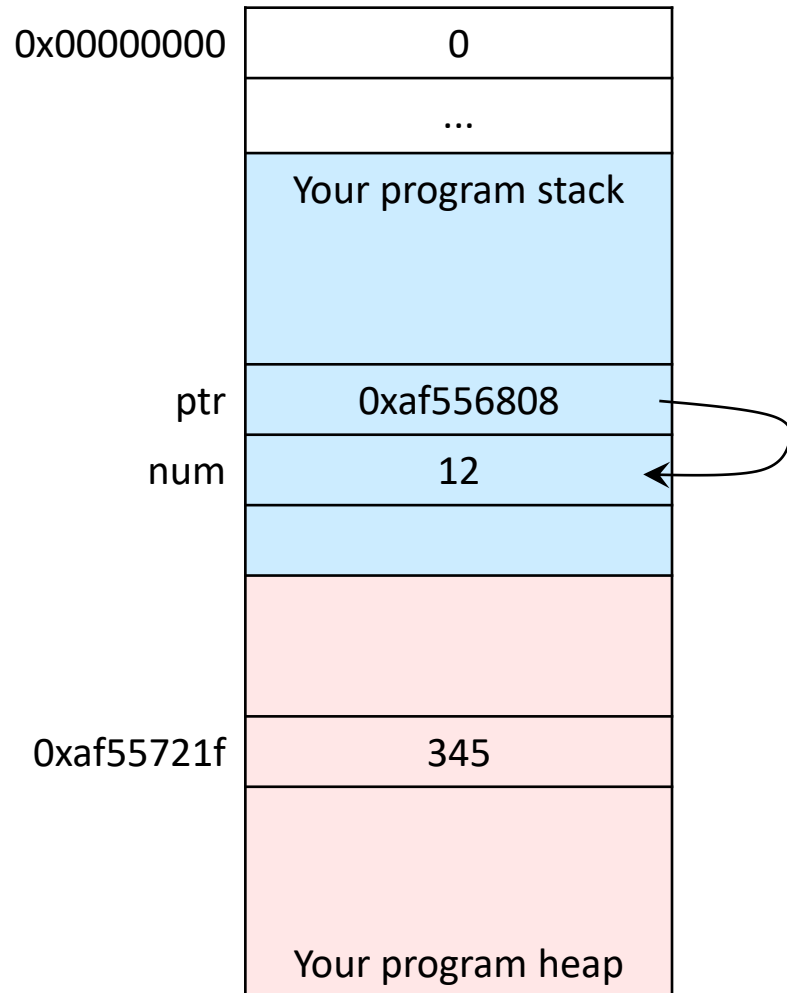 0x00000000 0
...
Your program stack
ptr 0xaf556808
num 12
0xaf55721f 345
Your program heap